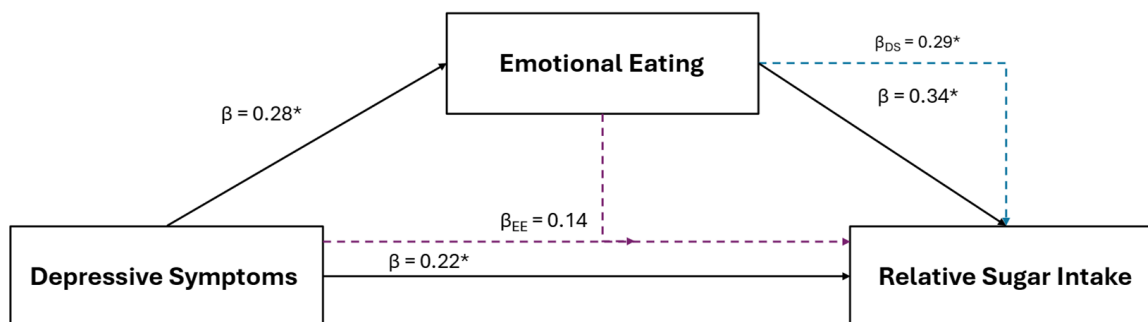 β_DS = 0.29*
Emotional Eating
β = 0.34*
β = 0.28*
β_EE = 0.14
β = 0.22*
Depressive Symptoms
Relative Sugar Intake